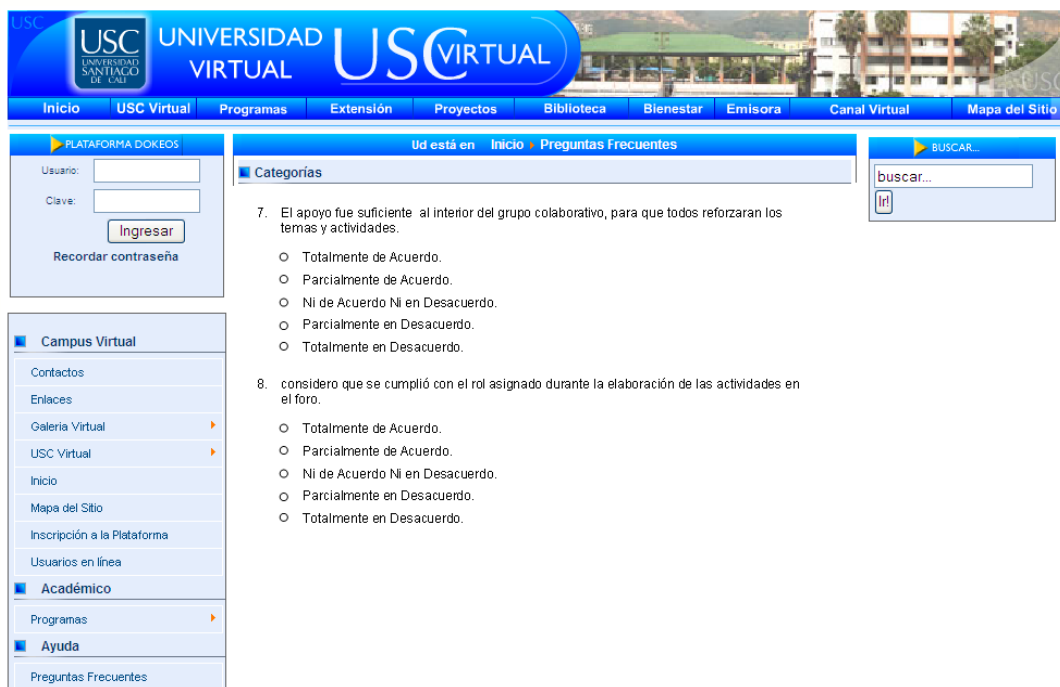 USC
USC
UNIVERSIDAD
SANTIAGO
DE CALI
UNIVERSIDAD
VIRTUAL
USC VIRTUAL
USC
Inicio USC Virtual Programas Extensión Proyectos Biblioteca Bienestar Emisora Canal Virtual Mapa del Sitio
PLATAFORMA DOKEOS
Usuario:
Clave:
Ingresar
Recordar contraseña
Ud está en Inicio Preguntas Frecuentes
Categorías
7. El apoyo fue suficiente al interior del grupo colaborativo, para que todos reforzaran los
temas y actividades.
Totalmente de Acuerdo.
Parcialmente de Acuerdo.
Ni de Acuerdo Ni en Desacuerdo.
Parcialmente en Desacuerdo.
Totalmente en Desacuerdo.
8. considero que se cumplió con el rol asignado durante la elaboración de las actividades en
el foro.
Totalmente de Acuerdo.
Parcialmente de Acuerdo.
Ni de Acuerdo Ni en Desacuerdo.
Parcialmente en Desacuerdo.
Totalmente en Desacuerdo.
BUSCAR...
buscar...
Ir!
Campus Virtual
Contactos
Enlaces
Galeria Virtual
USC Virtual
Inicio
Mapa del Sitio
Inscripción a la Plataforma
Usuarios en línea
Académico
Programas
Ayuda
Preguntas Frecuentes